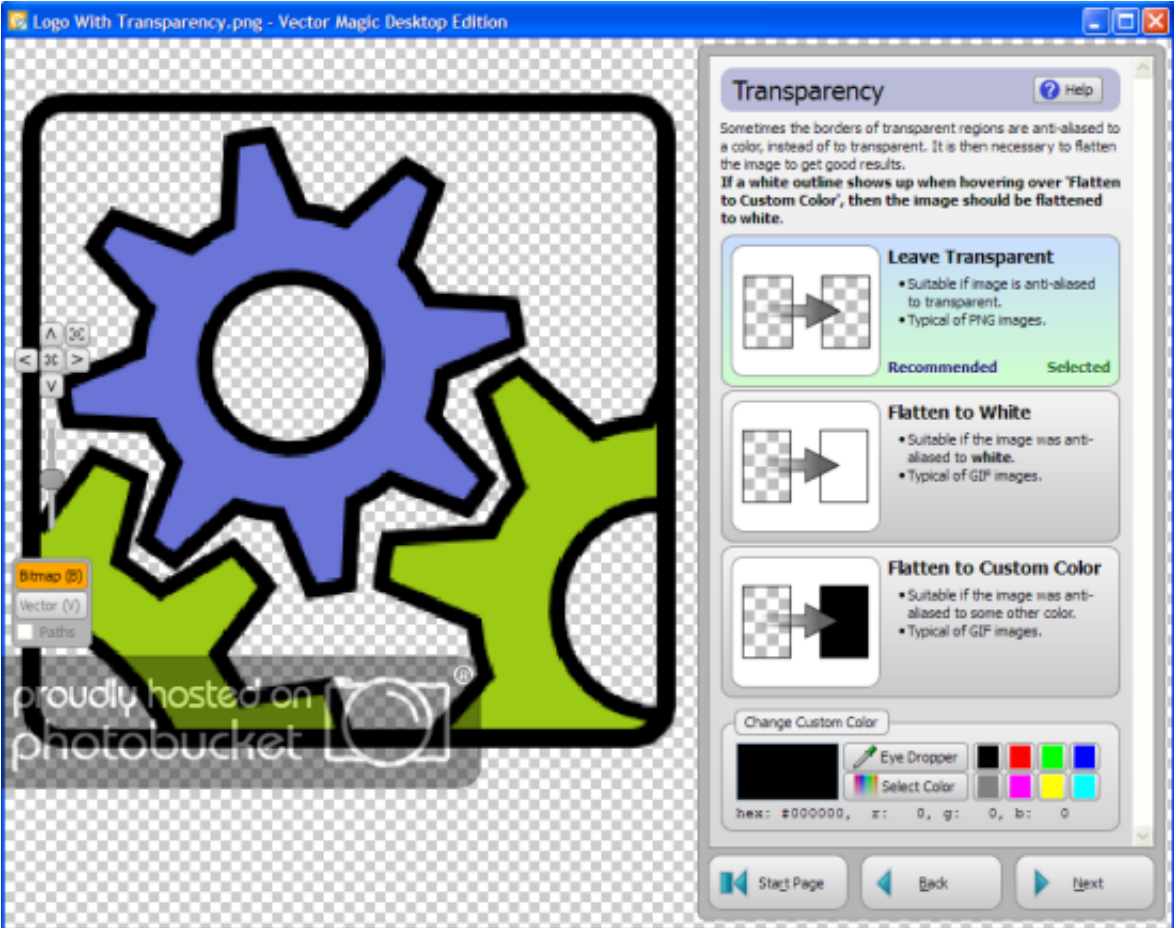 Logo With Transparency.png - Vector Magic Desktop Edition
Transparency
Help
Sometimes the borders of transparent regions are anti-aliased to
a color, instead of to transparent. It is then necessary to flatten
the image to get good results.
If a white outline shows up when hovering over 'Flatten
to Custom Color', then the image should be flattened
to white.
Leave Transparent
• Suitable if image is anti-aliased
to transparent.
• Typical of PNG images.
Recommended Selected
Flatten to White
• Suitable if the image was anti-
aliased to white.
• Typical of GIF images.
Flatten to Custom Color
• Suitable if the image was anti-
aliased to some other color.
• Typical of GIF images.
Change Custom Color
Eye Dropper
Select Color
hex: #000000, r: 0, g: 0, b: 0
Start Page
Back
Next
Bitmap (B)
Vector (V)
Paths
proudly hosted on
photobucket
®